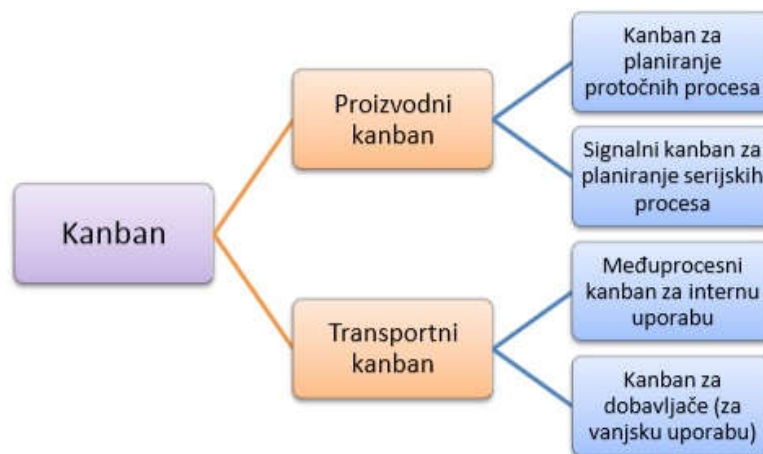 Kanban
Proizvodni
kanban
Kanban za
planiranje
protočnih procesa
Signalni kanban za
planiranje serijskih
procesa
Transportni
kanban
Međuprocesni
kanban za internu
uporabu
Kanban za
dobavljače (za
vanjsku uporabu)